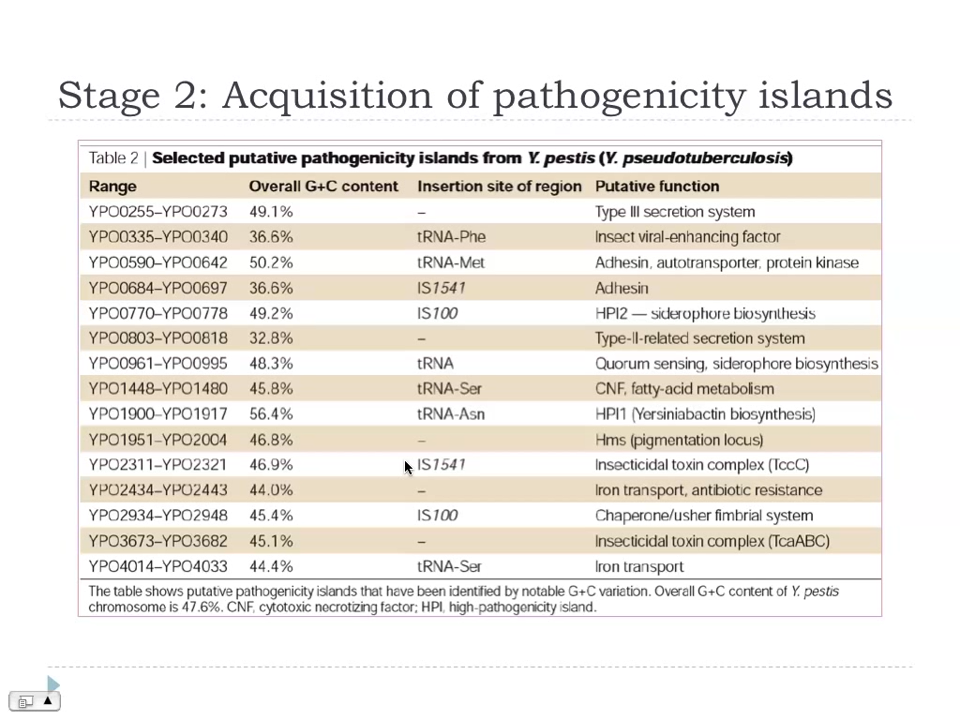 Stage 2: Acquisition of pathogenicity islands
Table 2 | Selected putative pathogenicity islands from Y. pestis (Y. pseudotuberculosis)
Range Overall G+C content Insertion site of region Putative function
YPO0255–YPO0273 49.1% – Type III secretion system
YPO0335–YPO0340 36.6% tRNA-Phe Insect viral-enhancing factor
YPO0590–YPO0642 50.2% tRNA-Met Adhesin, autotransporter, protein kinase
YPO0684–YPO0697 36.6% IS1541 Adhesin
YPO0770–YPO0778 49.2% IS100 HPI2 — siderophore biosynthesis
YPO0803–YPO0818 32.8% – Type-II-related secretion system
YPO0961–YPO0995 48.3% tRNA Quorum sensing, siderophore biosynthesis
YPO1448–YPO1480 45.8% tRNA-Ser CNF, fatty-acid metabolism
YPO1900–YPO1917 56.4% tRNA-Asn HPI1 (Yersiniabactin biosynthesis)
YPO1951–YPO2004 46.8% – Hms (pigmentation locus)
YPO2311–YPO2321 46.9% IS1541 Insecticidal toxin complex (TccC)
YPO2434–YPO2443 44.0% – Iron transport, antibiotic resistance
YPO2934–YPO2948 45.4% IS100 Chaperone/usher fimbrial system
YPO3673–YPO3682 45.1% – Insecticidal toxin complex (TcaABC)
YPO4014–YPO4033 44.4% tRNA-Ser Iron transport
The table shows putative pathogenicity islands that have been identified by notable G+C variation. Overall G+C content of Y. pestis
chromosome is 47.6%. CNF, cytotoxic necrotizing factor; HPI, high-pathogenicity island.